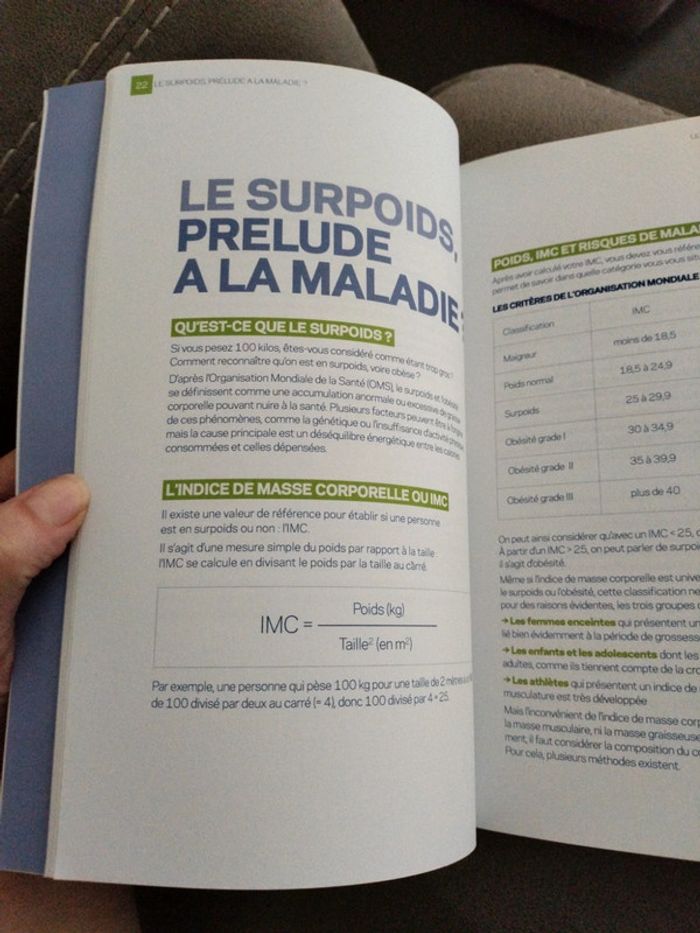 22 LE SURPOIDS, PRÉLUDE A LA MALADIE ?
LE SURPOIDS,
PRELUDE
A LA MALADIE ?
QU'EST-CE QUE LE SURPOIDS ?
Si vous pesez 100 kilos, êtes-vous considéré comme étant trop gros ?
Comment reconnaître qu'on est en surpoids, voire obèse ?
D'après l'Organisation Mondiale de la Santé (OMS), le surpoids et l'obésité
se définissent comme une accumulation anormale ou excessive de graisse
corporelle pouvant nuire à la santé. Plusieurs facteurs peuvent être à l'origine
de ces phénomènes, comme la génétique ou l'insuffisance d'activité physique
mais la cause principale est un déséquilibre énergétique entre les calories
consommées et celles dépensées.
L'INDICE DE MASSE CORPORELLE OU IMC
Il existe une valeur de référence pour établir si une personne
est en surpoids ou non : l'IMC.
Il s'agit d'une mesure simple du poids par rapport à la taille
l'IMC se calcule en divisant le poids par la taille au carré.
IMC = Poids (kg)
Taille² (en m²)
Par exemple, une personne qui pèse 100 kg pour une taille de 2 mètres
de 100 divisé par deux au carré (= 4), donc 100 divisé par 4 = 25.
POIDS, IMC ET RISQUES DE MALA
Après avoir calculé votre IMC, vous devez vous référe
permet de savoir dans quelle catégorie vous vous situ
LES CRITÈRES DE L'ORGANISATION MONDIALE
Classification IMC
Maigreur moins de 18,5
Poids normal 18,5 à 24,9
Surpoids 25 à 29,9
Obésité grade I 30 à 34,9
Obésité grade II 35 à 39,9
Obésité grade III plus de 40
On peut ainsi considérer qu'avec un IMC < 25,
À partir d'un IMC > 25, on peut parler de surpoi
il s'agit d'obésité.
Même si l'indice de masse corporelle est unive
le surpoids ou l'obésité, cette classification ne
pour des raisons évidentes, les trois groupes
→ Les femmes enceintes qui présentent un
lié bien évidemment à la période de grossess
→ Les enfants et les adolescents dont les
adultes, comme ils tiennent compte de la cro
→ Les athlètes qui présentent un indice de
musculature est très développée
Mais l'inconvénient de l'indice de masse corp
la masse musculaire, ni la masse graisseuse
ment, il faut considérer la composition du co
Pour cela, plusieurs méthodes existent.